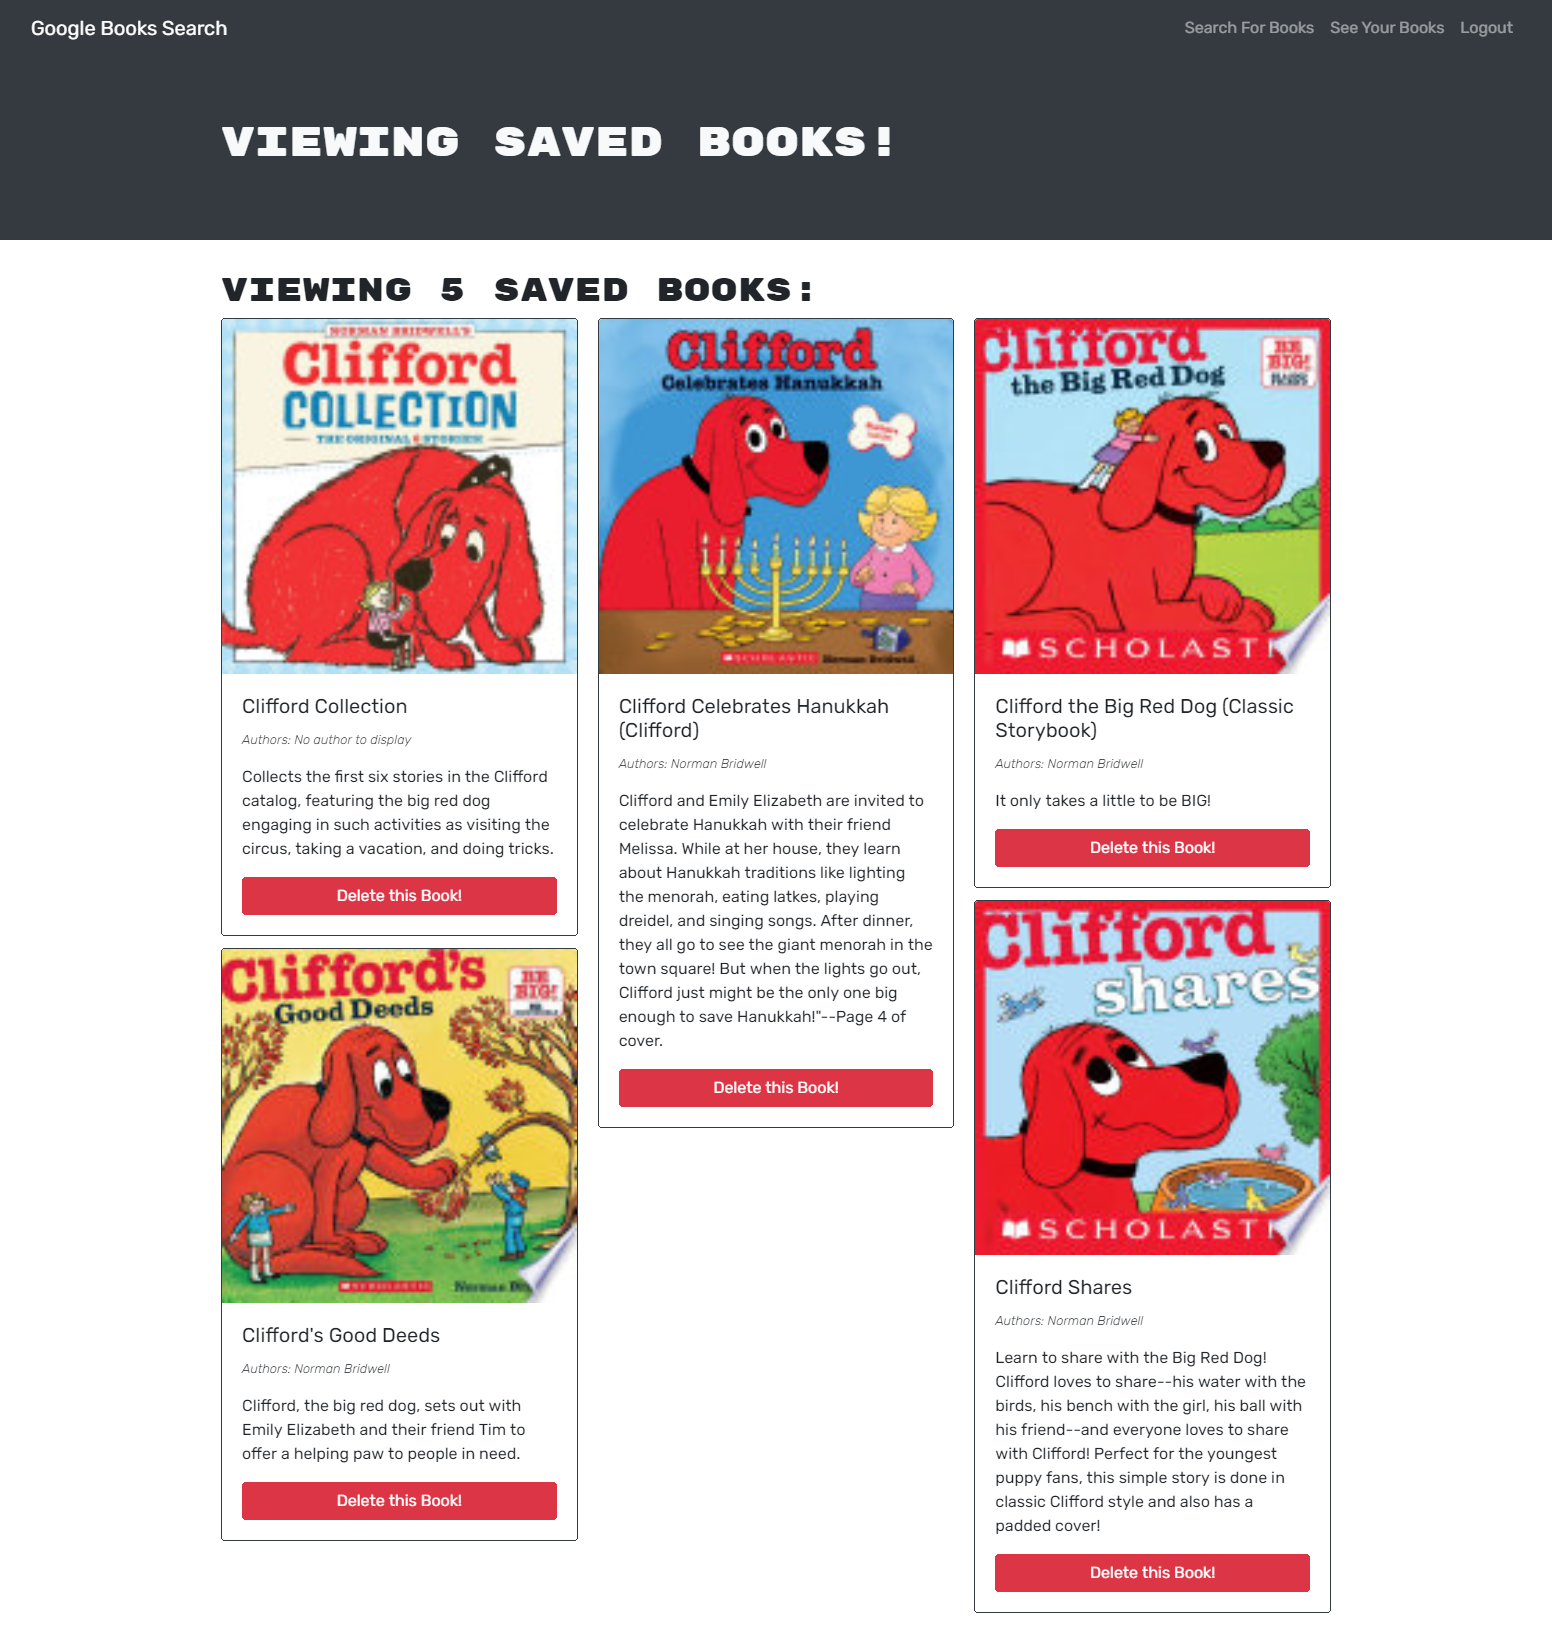 Google Books Search
Search For Books See Your Books Logout
VIEWING SAVED BOOKS!
VIEWING 5 SAVED BOOKS:
NORMAN BRIDWELL'S
Clifford
COLLECTION
THE ORIGINAL 6 STORIES
Clifford Collection
Authors: No author to display
Collects the first six stories in the Clifford
catalog, featuring the big red dog
engaging in such activities as visiting the
circus, taking a vacation, and doing tricks.
Delete this Book!
Clifford's
Good Deeds
BE
BIG!
SCHOLASTIC
Norman
Clifford's Good Deeds
Authors: Norman Bridwell
Clifford, the big red dog, sets out with
Emily Elizabeth and their friend Tim to
offer a helping paw to people in need.
Delete this Book!
Clifford
Celebrates Hanukkah
SCHOLASTIC Norman Bridwell
Clifford Celebrates Hanukkah
(Clifford)
Authors: Norman Bridwell
Clifford and Emily Elizabeth are invited to
celebrate Hanukkah with their friend
Melissa. While at her house, they learn
about Hanukkah traditions like lighting
the menorah, eating latkes, playing
dreidel, and singing songs. After dinner,
they all go to see the giant menorah in the
town square! But when the lights go out,
Clifford just might be the only one big
enough to save Hanukkah!"--Page 4 of
cover.
Delete this Book!
Clifford
the Big Red Dog
BE
BIG!
SCHOLASTI
Clifford the Big Red Dog (Classic
Storybook)
Authors: Norman Bridwell
It only takes a little to be BIG!
Delete this Book!
Clifford
shares
SCHOLASTI
Clifford Shares
Authors: Norman Bridwell
Learn to share with the Big Red Dog!
Clifford loves to share--his water with the
birds, his bench with the girl, his ball with
his friend--and everyone loves to share
with Clifford! Perfect for the youngest
puppy fans, this simple story is done in
classic Clifford style and also has a
padded cover!
Delete this Book!